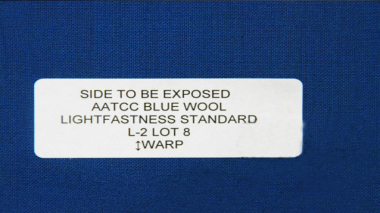 SIDE TO BE EXPOSED
AATCC BLUE WOOL
LIGHTFASTNESS STANDARD
L-2 LOT 8
↕WARP